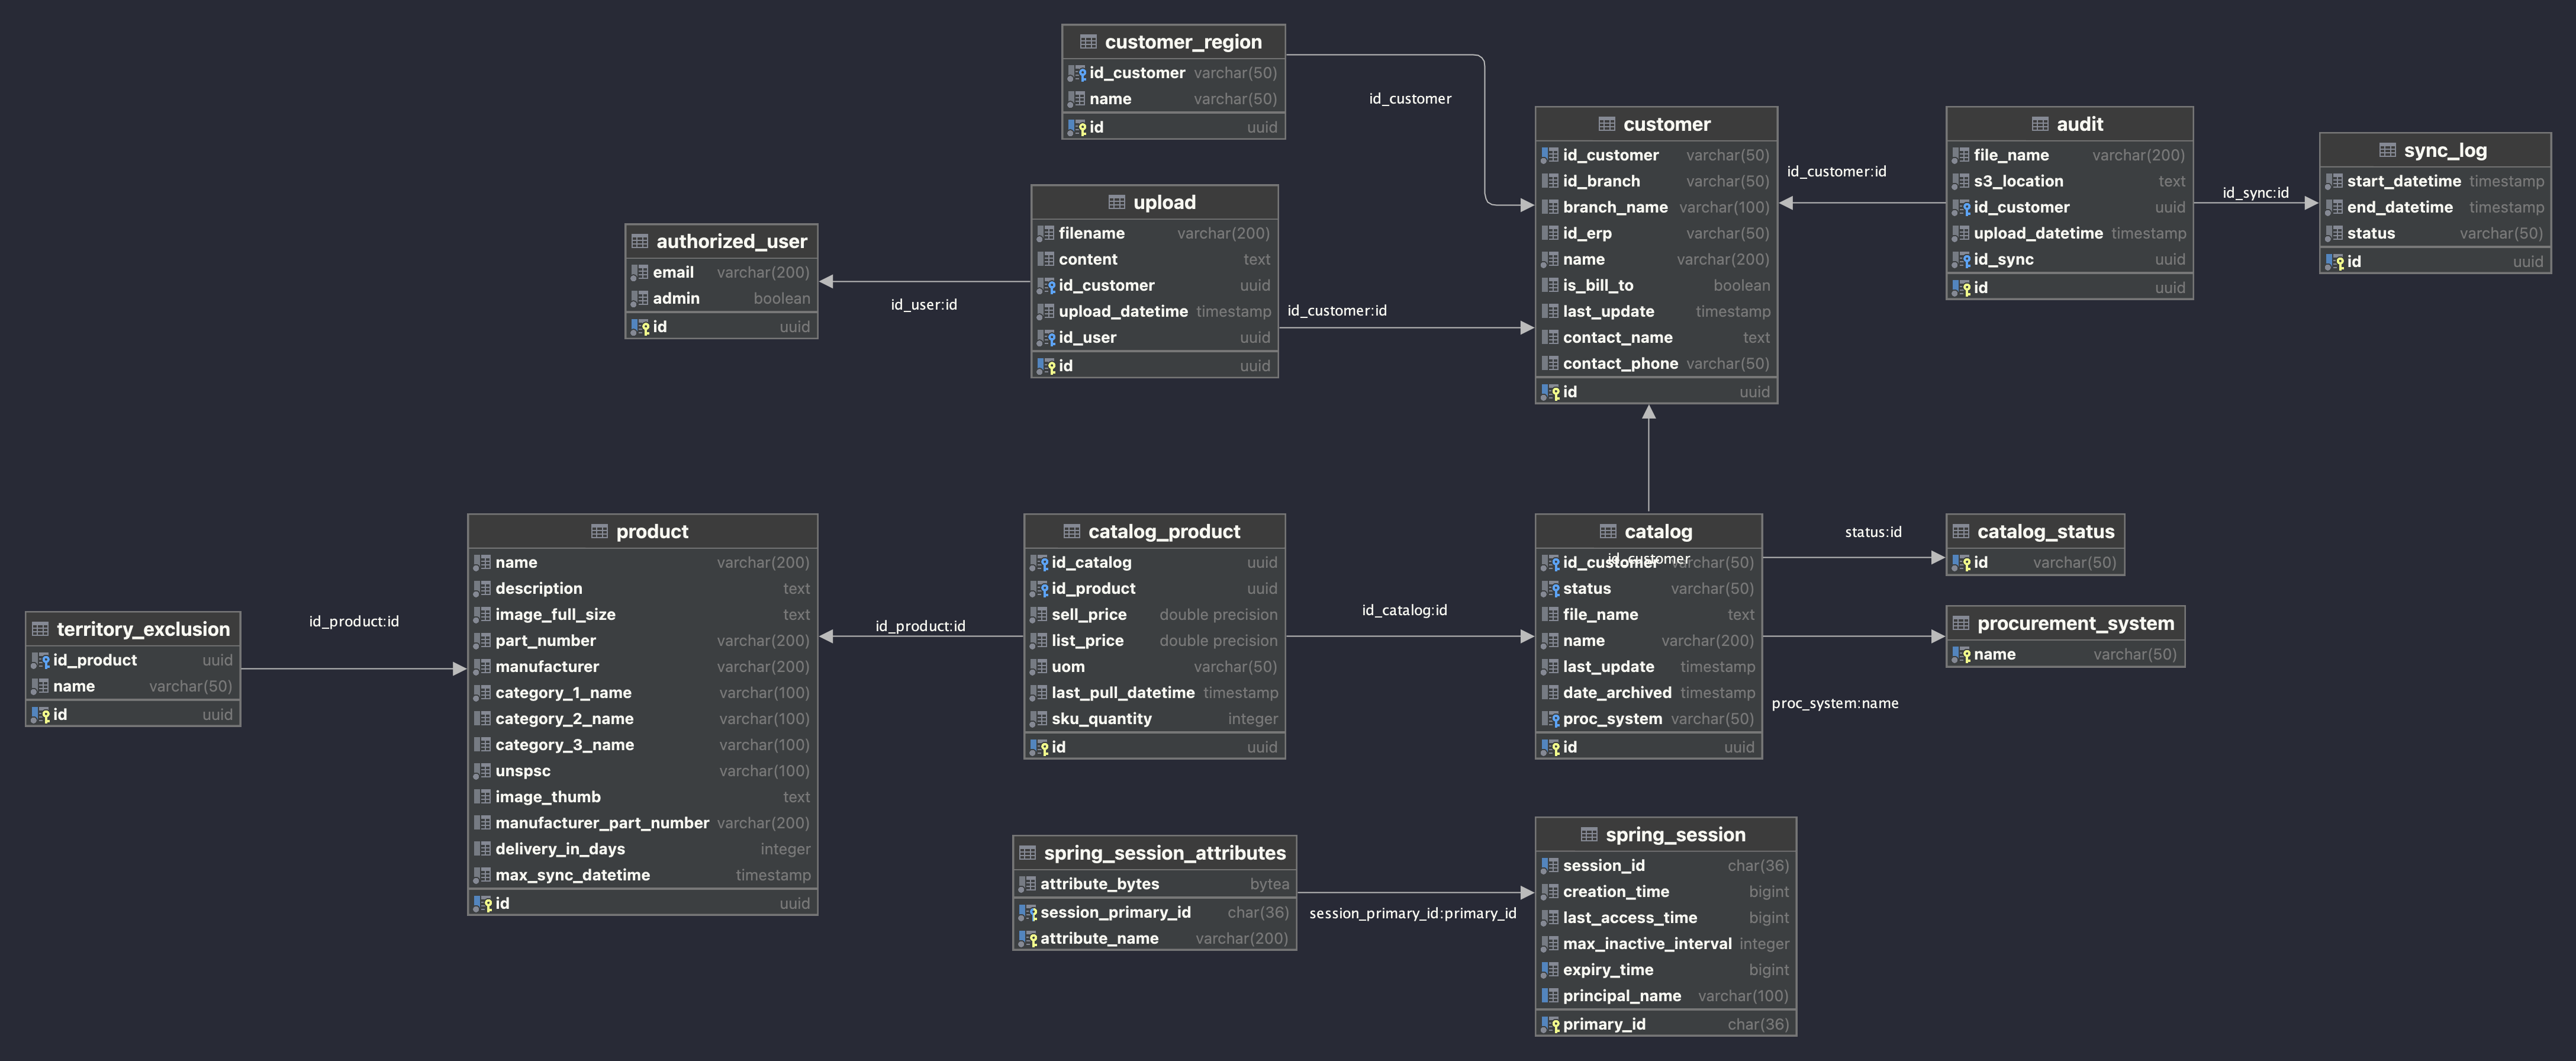 customer_region
id_customer varchar(50)
name varchar(50)
id uuid
id_customer
customer
id_customer varchar(50)
id_branch varchar(50)
branch_name varchar(100)
id_erp varchar(50)
name varchar(200)
is_bill_to boolean
last_update timestamp
contact_name text
contact_phone varchar(50)
id uuid
id_customer:id
audit
file_name varchar(200)
s3_location text
id_customer uuid
upload_datetime timestamp
id_sync uuid
id uuid
id_sync:id
sync_log
start_datetime timestamp
end_datetime timestamp
status varchar(50)
id uuid
authorized_user
email varchar(200)
admin boolean
id uuid
id_user:id
upload
filename varchar(200)
content text
id_customer uuid
upload_datetime timestamp
id_user uuid
id uuid
id_customer:id
territory_exclusion
id_product uuid
name varchar(50)
id uuid
id_product:id
product
name varchar(200)
description text
image_full_size text
part_number varchar(200)
manufacturer varchar(200)
category_1_name varchar(100)
category_2_name varchar(100)
category_3_name varchar(100)
unspsc varchar(100)
image_thumb text
manufacturer_part_number varchar(200)
delivery_in_days integer
max_sync_datetime timestamp
id uuid
id_product:id
catalog_product
id_catalog uuid
id_product uuid
sell_price double precision
list_price double precision
uom varchar(50)
last_pull_datetime timestamp
sku_quantity integer
id uuid
id_catalog:id
catalog
id_customer
id_customer varchar(50)
status varchar(50)
file_name text
name varchar(200)
last_update timestamp
date_archived timestamp
proc_system varchar(50)
id uuid
status:id
catalog_status
id varchar(50)
procurement_system
name varchar(50)
proc_system:name
spring_session_attributes
attribute_bytes bytea
session_primary_id char(36)
attribute_name varchar(200)
session_primary_id:primary_id
spring_session
session_id char(36)
creation_time bigint
last_access_time bigint
max_inactive_interval integer
expiry_time bigint
principal_name varchar(100)
primary_id char(36)